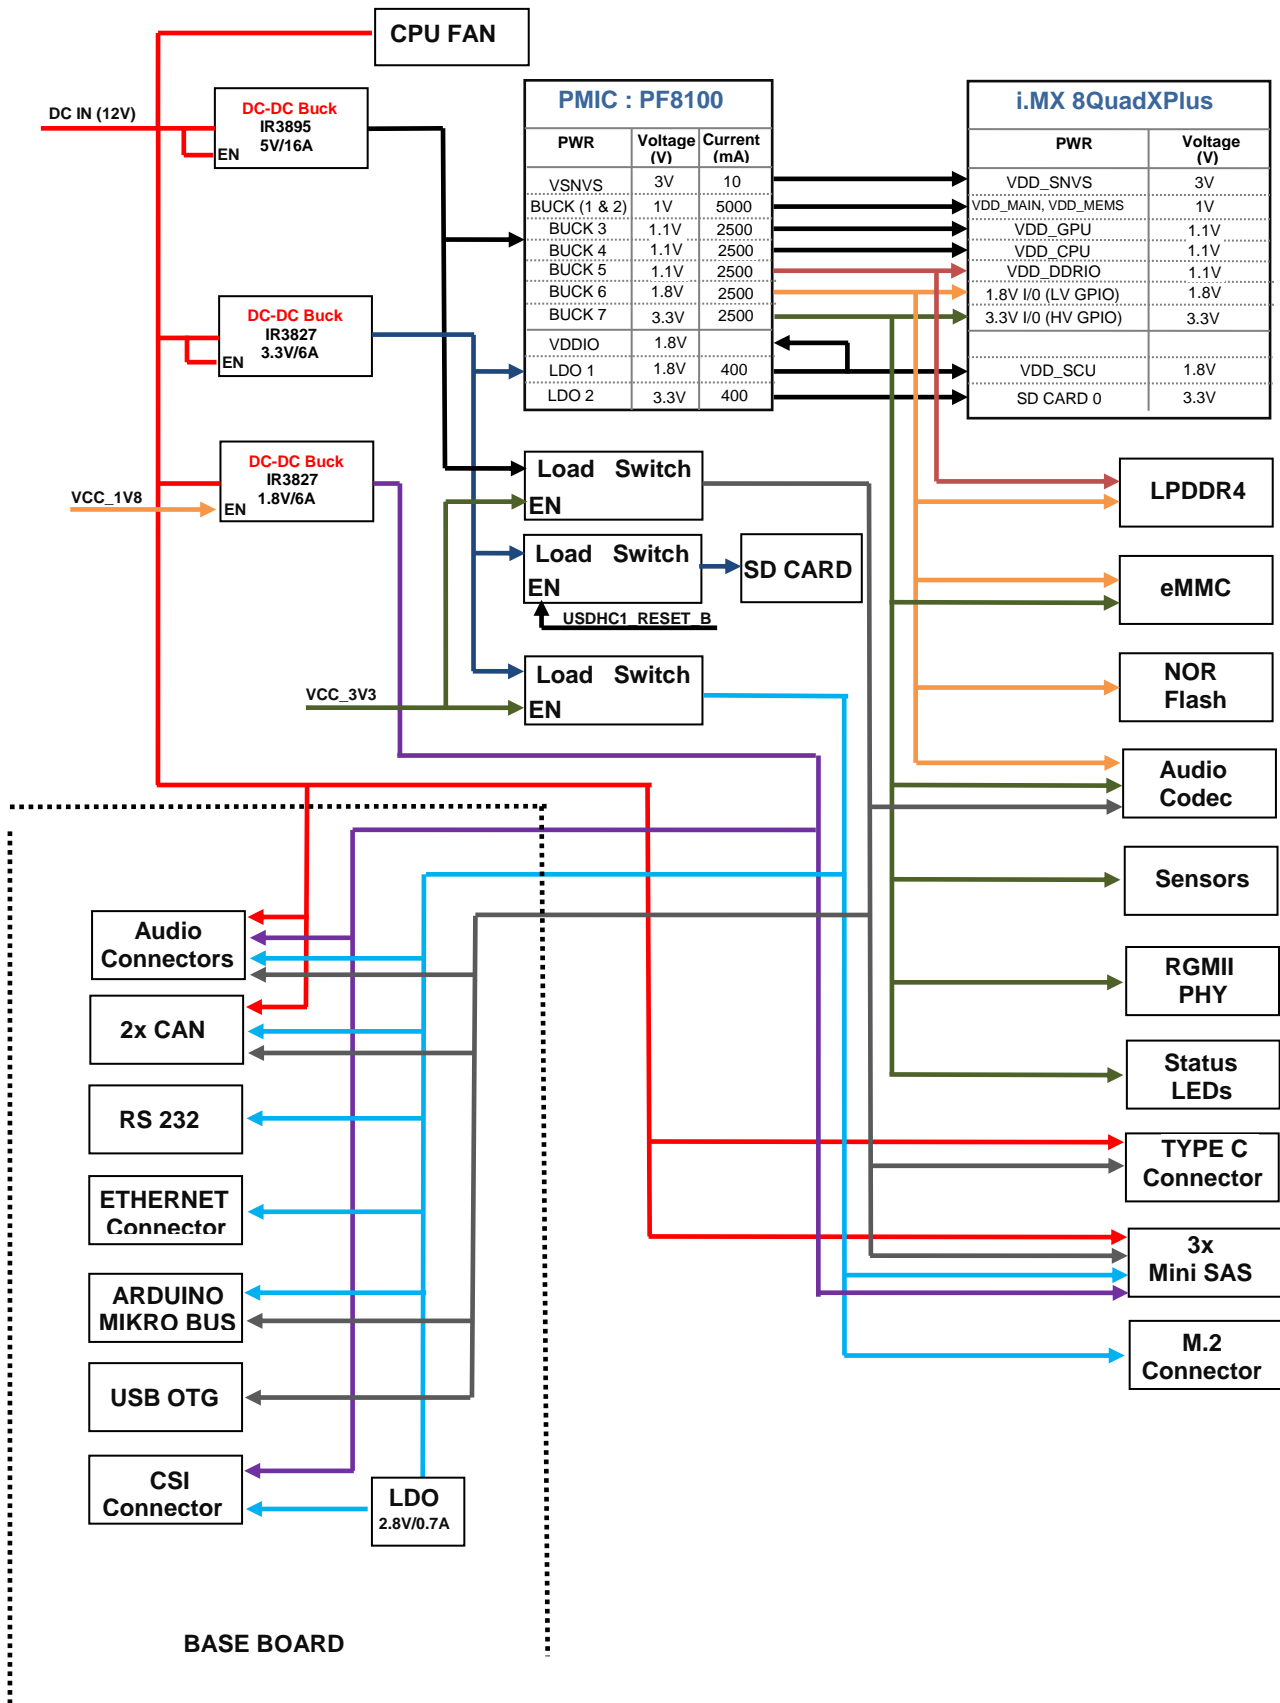 CPU FAN
DC IN (12V)
DC-DC Buck
IR3895
5V/16A
EN
PMIC : PF8100
PWR Voltage (V) Current (mA)
VSNVS 3V 10
BUCK (1 & 2) 1V 5000
BUCK 3 1.1V 2500
BUCK 4 1.1V 2500
BUCK 5 1.1V 2500
BUCK 6 1.8V 2500
BUCK 7 3.3V 2500
VDDIO 1.8V
LDO 1 1.8V 400
LDO 2 3.3V 400
i.MX 8QuadXPlus
PWR Voltage (V)
VDD_SNVS 3V
VDD_MAIN, VDD_MEMS 1V
VDD_GPU 1.1V
VDD_CPU 1.1V
VDD_DDRIO 1.1V
1.8V I/0 (LV GPIO) 1.8V
3.3V I/0 (HV GPIO) 3.3V
VDD_SCU 1.8V
SD CARD 0 3.3V
DC-DC Buck
IR3827
3.3V/6A
EN
DC-DC Buck
IR3827
1.8V/6A
EN
VCC_1V8
Load Switch
EN
Load Switch
EN
SD CARD
USDHC1_RESET_B
Load Switch
EN
VCC_3V3
LPDDR4
eMMC
NOR
Flash
Audio
Codec
Sensors
RGMII
PHY
Status
LEDs
TYPE C
Connector
3x
Mini SAS
M.2
Connector
Audio
Connectors
2x CAN
RS 232
ETHERNET
Connector
ARDUINO
MIKRO BUS
USB OTG
CSI
Connector
LDO
2.8V/0.7A
BASE BOARD